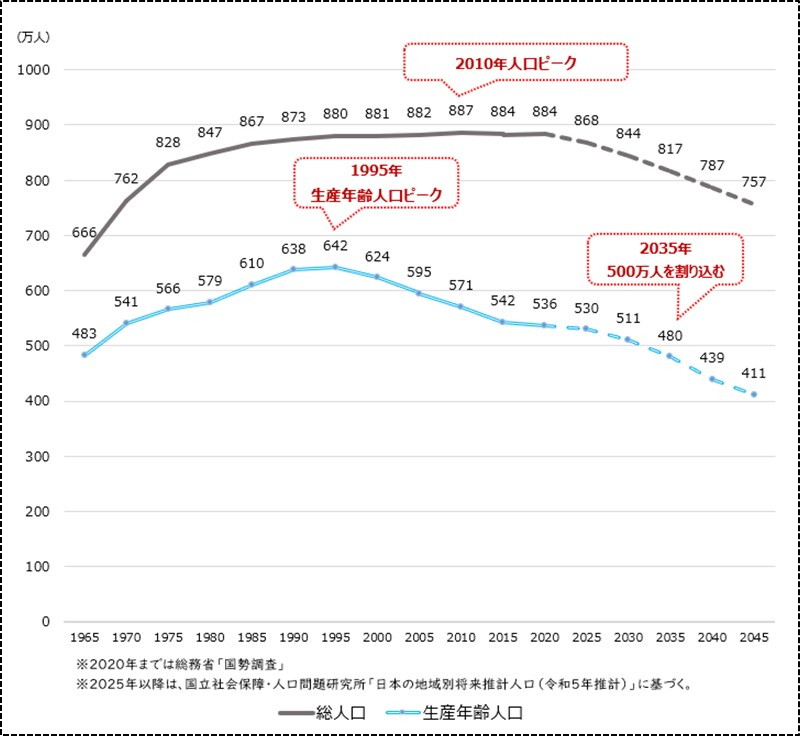 (万人)
2010年人口ピーク
1000
900
800
700
600
500
400
300
200
100
0
666 762 828 847 867 873 880 881 882 887 884 884 868 844 817 787 757
1995年
生産年齢人口ピーク
2035年
500万人を割り込む
483 541 566 579 610 638 642 624 595 571 542 536 530 511 480 439 411
1965 1970 1975 1980 1985 1990 1995 2000 2005 2010 2015 2020 2025 2030 2035 2040 2045
※2020年までは総務省「国勢調査」
※2025年以降は、国立社会保障・人口問題研究所「日本の地域別将来推計人口(令和5年推計)」に基づく。
総人口 生産年齢人口